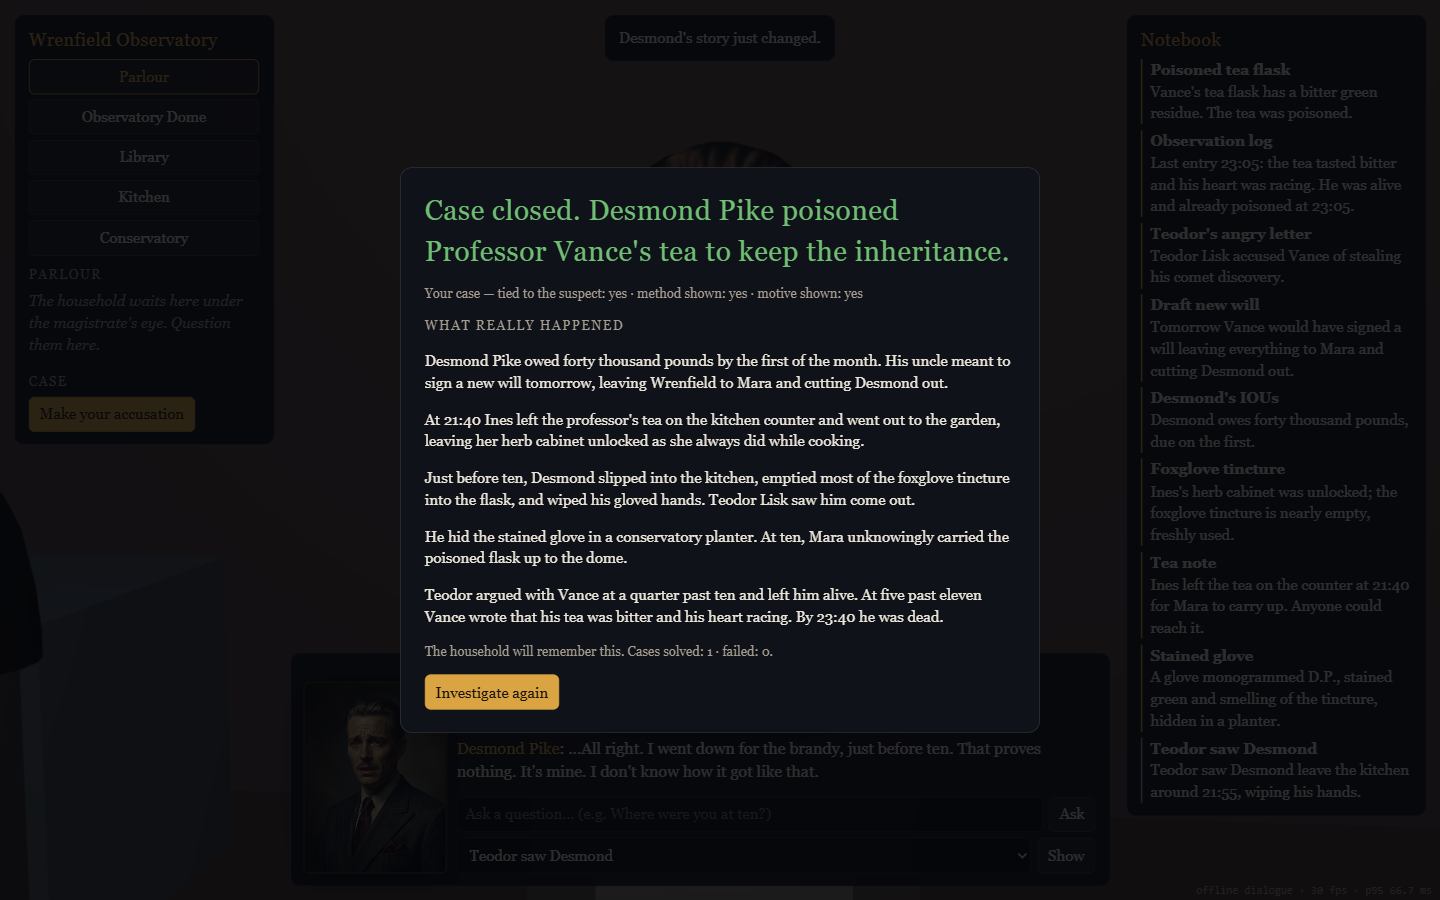 Wrenfield Observatory
Parlour
Observatory Dome
Library
Kitchen
Conservatory
PARLOUR
The household waits here under
the magistrate's eye. Question
them here.
CASE
Make your accusation
Desmond's story just changed.
Case closed. Desmond Pike poisoned
Professor Vance's tea to keep the inheritance.
Your case — tied to the suspect: yes · method shown: yes · motive shown: yes
WHAT REALLY HAPPENED
Desmond Pike owed forty thousand pounds by the first of the month. His uncle meant to
sign a new will tomorrow, leaving Wrenfield to Mara and cutting Desmond out.
At 21:40 Ines left the professor's tea on the kitchen counter and went out to the garden,
leaving her herb cabinet unlocked as she always did while cooking.
Just before ten, Desmond slipped into the kitchen, emptied most of the foxglove tincture
into the flask, and wiped his gloved hands. Teodor Lisk saw him come out.
He hid the stained glove in a conservatory planter. At ten, Mara unknowingly carried the
poisoned flask up to the dome.
Teodor argued with Vance at a quarter past ten and left him alive. At five past eleven
Vance wrote that his tea was bitter and his heart racing. By 23:40 he was dead.
The household will remember this. Cases solved: 1 · failed: 0.
Investigate again
Desmond Pike: ...All right. I went down for the brandy, just before ten. That proves
nothing. It's mine. I don't know how it got like that.
Ask a question... (e.g. Where were you at ten?)
Ask
Teodor saw Desmond
Show
Notebook
Poisoned tea flask
Vance's tea flask has a bitter green
residue. The tea was poisoned.
Observation log
Last entry 23:05: the tea tasted bitter
and his heart was racing. He was alive
and already poisoned at 23:05.
Teodor's angry letter
Teodor Lisk accused Vance of stealing
his comet discovery.
Draft new will
Tomorrow Vance would have signed a
will leaving everything to Mara and
cutting Desmond out.
Desmond's IOUs
Desmond owes forty thousand pounds,
due on the first.
Foxglove tincture
Ines's herb cabinet was unlocked; the
foxglove tincture is nearly empty,
freshly used.
Tea note
Ines left the tea on the counter at 21:40
for Mara to carry up. Anyone could
reach it.
Stained glove
A glove monogrammed D.P., stained
green and smelling of the tincture,
hidden in a planter.
Teodor saw Desmond
Teodor saw Desmond leave the kitchen
around 21:55, wiping his hands.
offline dialogue · 30 fps · p95 66.7 ms